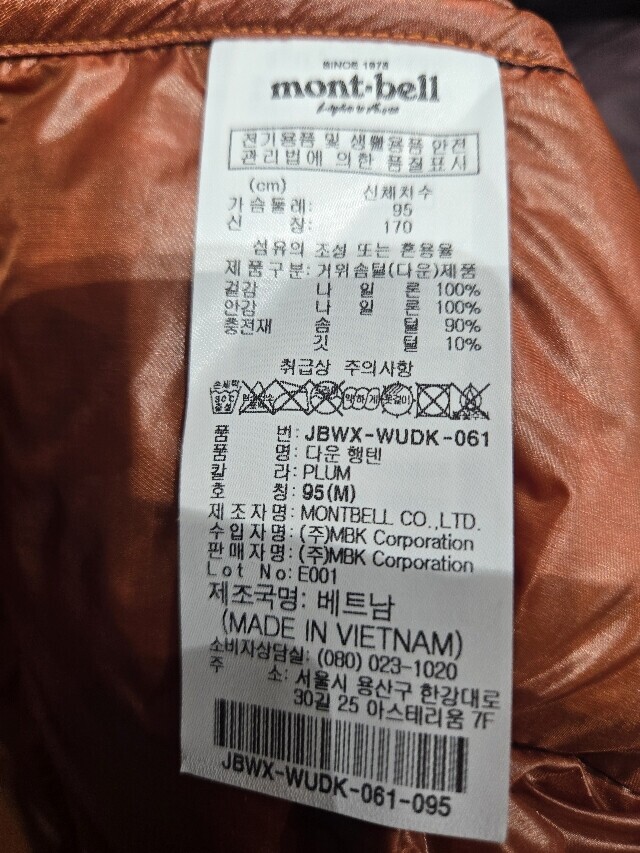 SINCE 1975
mont·bell
전기용품 및 생활용품 안전
관리법에 의한 품질표시
(cm) 신체치수
가슴둘레: 95
신 장: 170
섬유의 조성 또는 혼용율
제품구분: 거위솜털(다운)제품
겉감 나 일 론 100%
안감 나 일 론 100%
충전재 솜 털 90%
깃 털 10%
취급상 주의사항
품 번: JBWX-WUDK-061
품 명: 다운 행텐
칼 라: PLUM
호 칭: 95(M)
제조자명: MONTBELL CO.,LTD.
수입자명: (주)MBK Corporation
판매자명: (주)MBK Corporation
Lot No: E001
제조국명: 베트남
(MADE IN VIETNAM)
소비자상담실: (080) 023-1020
주 소: 서울시 용산구 한강대로
30길 25 아스테리움 7F
JBWX-WUDK-061-095